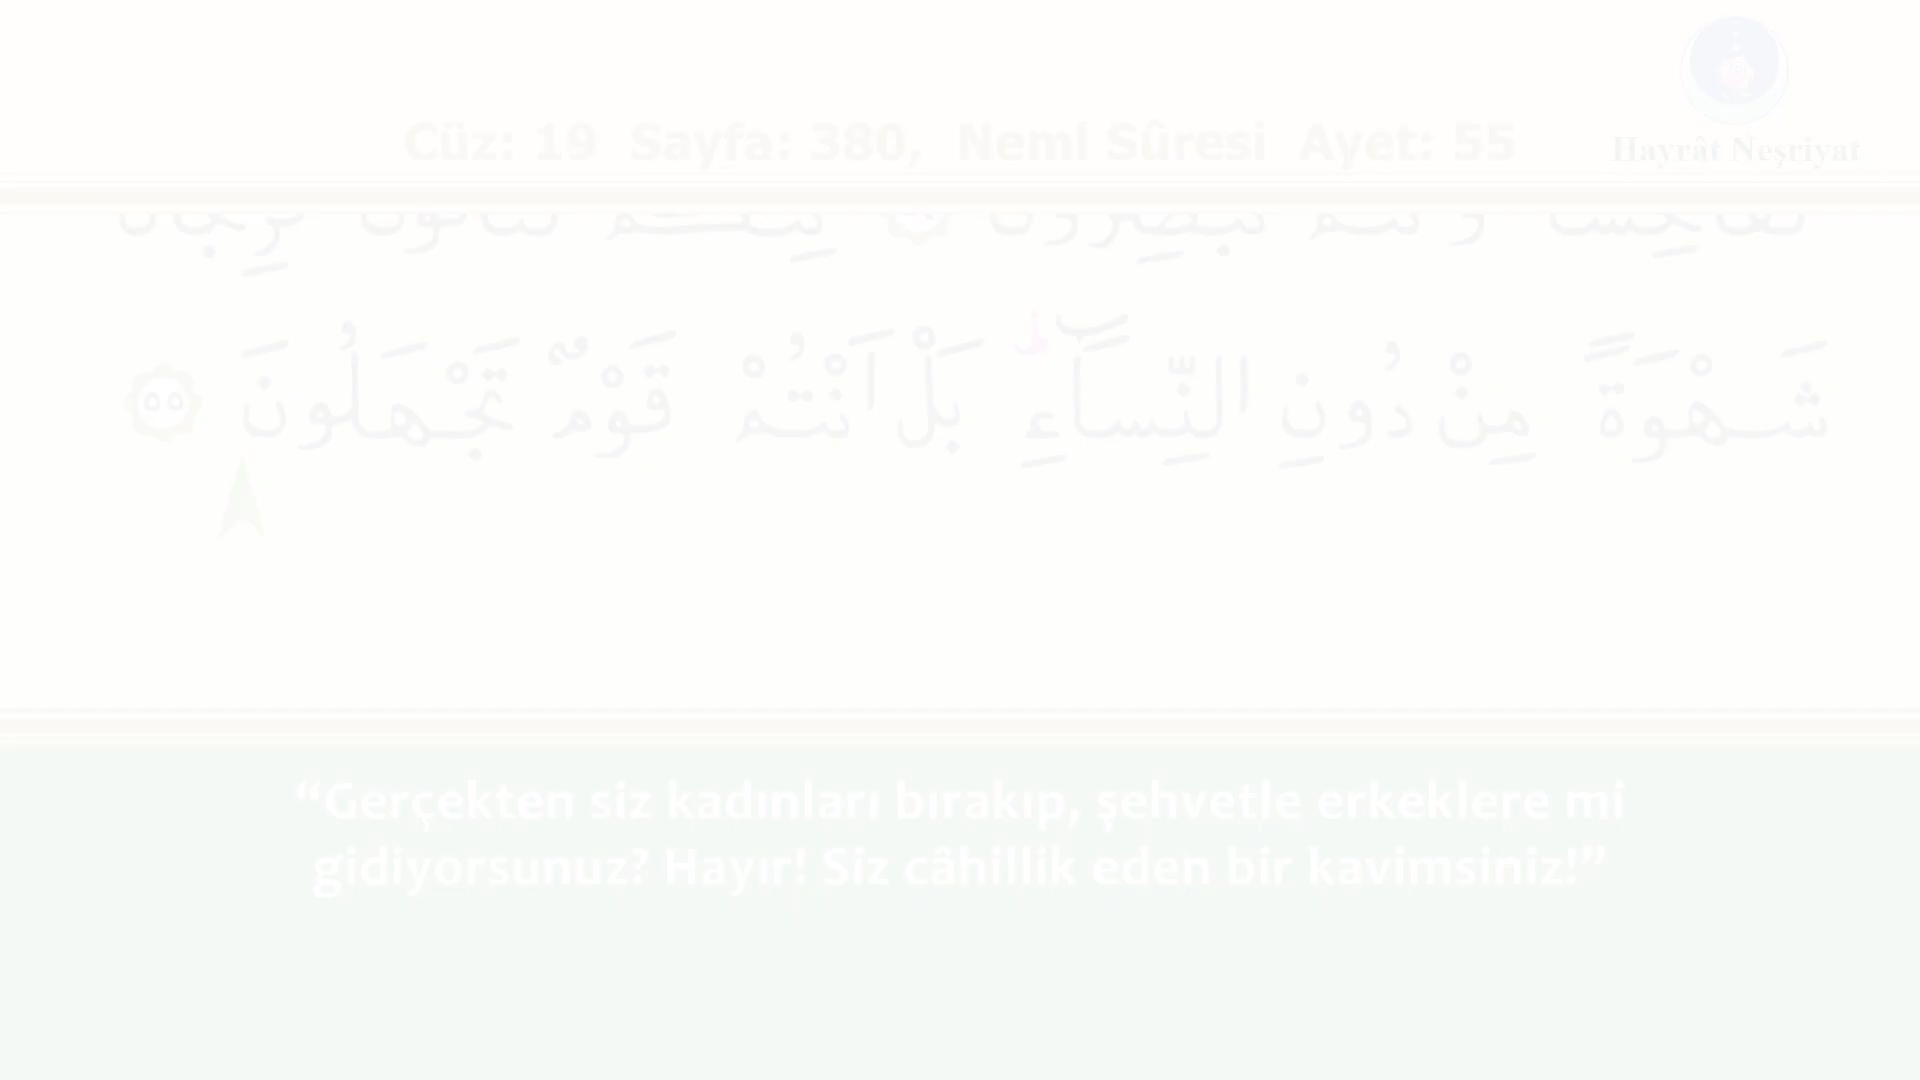 Cüz: 19 Sayfa: 380, Neml Sûresi Ayet: 55
Hayrât Neşriyat
شَهْوَةً مِنْ دُونِ النِّسَٓاءِۜ بَلْ اَنْتُمْ قَوْمٌ تَجْهَلُونَ ﴿٥٥﴾
“Gerçekten siz kadınları bırakıp, şehvetle erkeklere mi
gidiyorsunuz? Hayır! Siz câhillik eden bir kavimsiniz!”